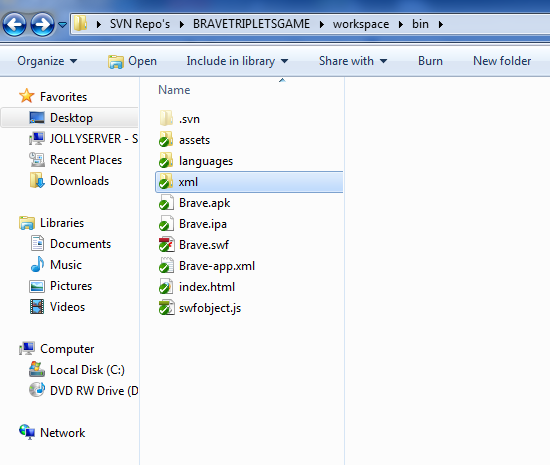 SVN Repo's BRAVETRIPLETSGAME workspace bin
Organize Open Include in library Share with Burn New folder
Favorites
Desktop
JOLLYSERVER - S
Recent Places
Downloads
Libraries
Documents
Music
Pictures
Videos
Computer
Local Disk (C:)
DVD RW Drive (D
Network
Name
.svn
assets
languages
xml
Brave.apk
Brave.ipa
Brave.swf
Brave-app.xml
index.html
swfobject.js